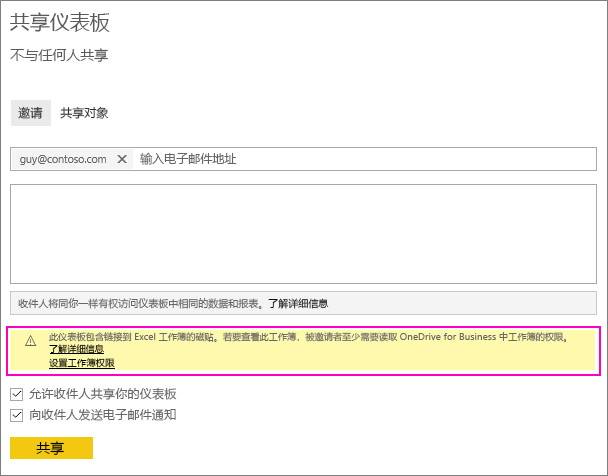 共享仪表板
不与任何人共享
邀请 共享对象
guy@contoso.com 输入电子邮件地址
收件人将同你一样有权访问仪表板中相同的数据和报表。了解详细信息
此仪表板包含链接到 Excel 工作簿的磁贴。若要查看此工作簿，被邀请者至少需要读取 OneDrive for Business 中工作簿的权限。
了解详细信息
设置工作簿权限
允许收件人共享你的仪表板
向收件人发送电子邮件通知
共享